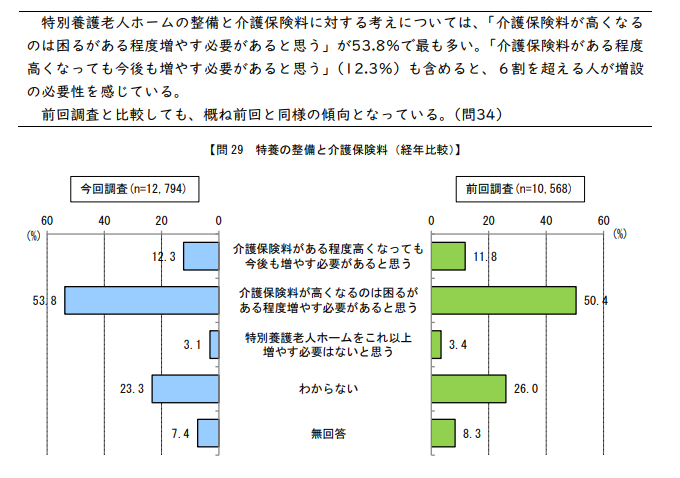 特別養護老人ホームの整備と介護保険料に対する考えについては、「介護保険料が高くなる
のは困るがある程度増やす必要があると思う」が53.8%で最も多い。「介護保険料がある程度
高くなっても今後も増やす必要があると思う」(12.3%)も含めると、6割を超える人が増設
の必要性を感じている。
前回調査と比較しても、概ね前回と同様の傾向となっている。(問34)
【問 29 特養の整備と介護保険料(経年比較)】
今回調査(n=12,794)
前回調査(n=10,568)
60 40 20 0
0 20 40 60
(%)
(%)
12.3
介護保険料がある程度高くなっても
今後も増やす必要があると思う
11.8
53.8
介護保険料が高くなるのは困るが
ある程度増やす必要があると思う
50.4
3.1
特別養護老人ホームをこれ以上
増やす必要はないと思う
3.4
23.3
わからない
26.0
7.4
無回答
8.3